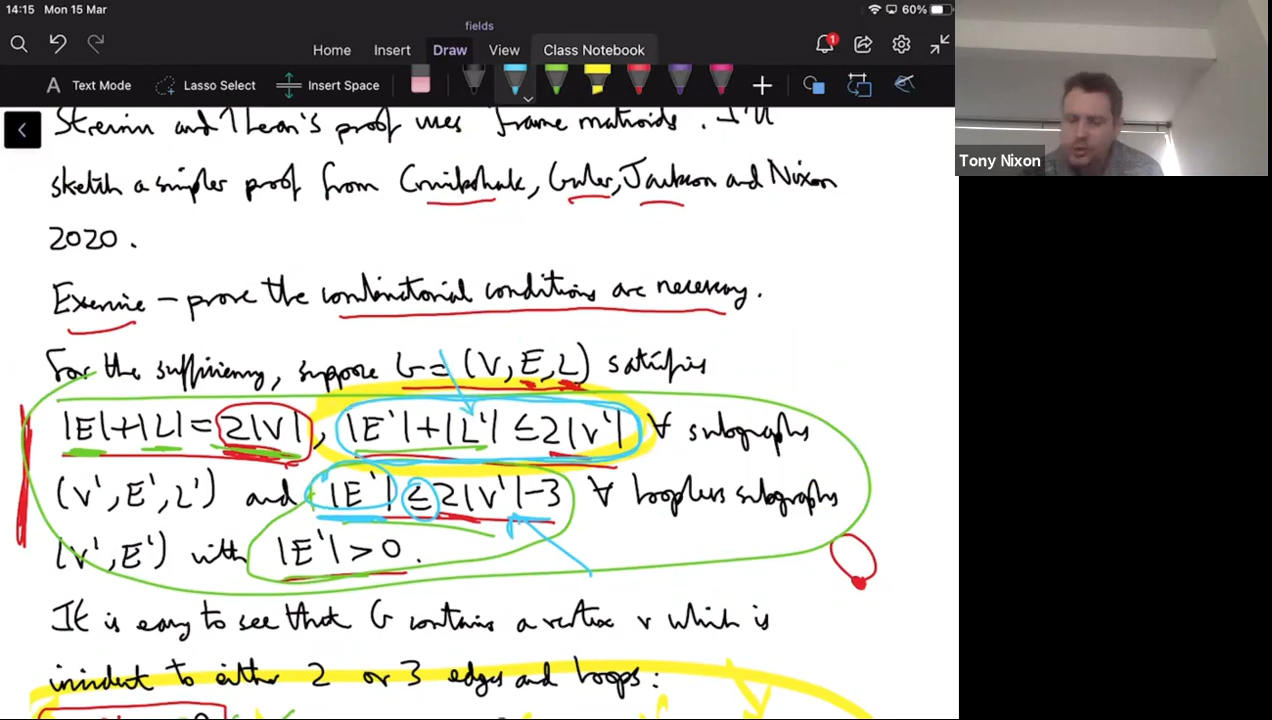 14:15 Mon 15 Mar
60%
fields
Home Insert Draw View Class Notebook
1
A Text Mode Lasso Select Insert Space
Tony Nixon
Streinu and Theran's proof uses frame matroids. I'll
sketch a simpler proof from Cruikshank, Guler, Jackson and Nixon
2020.
Exercise – prove the combinatorial conditions are necessary.
For the sufficiency, suppose G = (V, E, L) satisfies
|E|+|L| = 2|V|, |E'|+|L'| ≤ 2|V'| ∀ subgraphs
(V', E', L') and |E'| ≤ 2|V'|-3 ∀ loopless subgraphs
(V', E') with |E'| > 0.
It is easy to see that G contains a vertex v which is
incident to either 2 or 3 edges and loops: